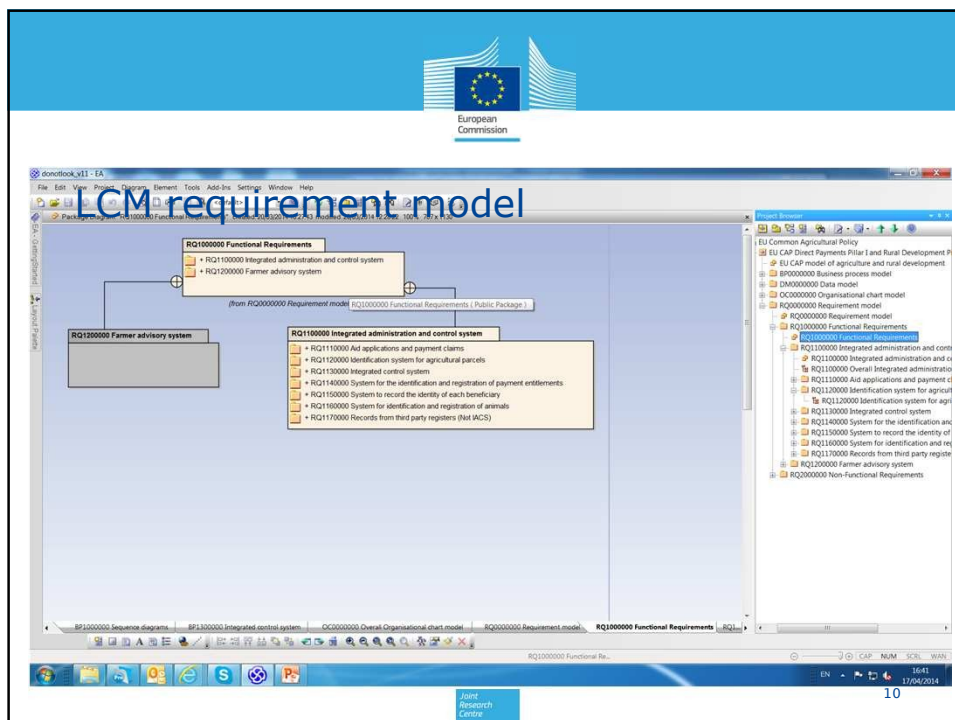 European
Commission
donotlook_v11 - EA
File Edit View Project Diagram Element Tools Add-Ins Settings Window Help
LCM requirement model
Project Browser
EA - GettingStarted
Layout Palette
RQ1000000 Functional Requirements
+ RQ1100000 Integrated administration and control system
+ RQ1200000 Farmer advisory system
(from RQ0000000 Requirement model
RQ1000000 Functional Requirements ( Public Package )
RQ1200000 Farmer advisory system
RQ1100000 Integrated administration and control system
+ RQ1110000 Aid applications and payment claims
+ RQ1120000 Identification system for agricultural parcels
+ RQ1130000 Integrated control system
+ RQ1140000 System for the identification and registration of payment entitlements
+ RQ1150000 System to record the identity of each beneficiary
+ RQ1160000 System for identification and registration of animals
+ RQ1170000 Records from third party registers (Not IACS)
EU Common Agricultural Policy
EU CAP Direct Payments Pillar I and Rural Development P
EU CAP model of agriculture and rural development
BP0000000 Business process model
DM0000000 Data model
OC0000000 Organisational chart model
RQ0000000 Requirement model
RQ0000000 Requirement model
RQ1000000 Functional Requirements
RQ1000000 Functional Requirements
RQ1100000 Integrated administration and contr
RQ1100000 Integrated administration and co
RQ1100000 Overall Integrated administratio
RQ1110000 Aid applications and payment cl
RQ1120000 Identification system for agricult
RQ1120000 Identification system for agri
RQ1130000 Integrated control system
RQ1140000 System for the identification and
RQ1150000 System to record the identity of
RQ1160000 System for identification and reg
RQ1170000 Records from third party registe
RQ1200000 Farmer advisory system
RQ2000000 Non-Functional Requirements
BP1000000 Sequence diagrams
BP1300000 Integrated control system
OC0000000 Overall Organisational chart model
RQ0000000 Requirement model
RQ1000000 Functional Requirements
RQ1...
RQ1000000 Functional Re...
CAP NUM SCRL WAN
EN
16:41
17/04/2014
10
Joint
Research
Centre